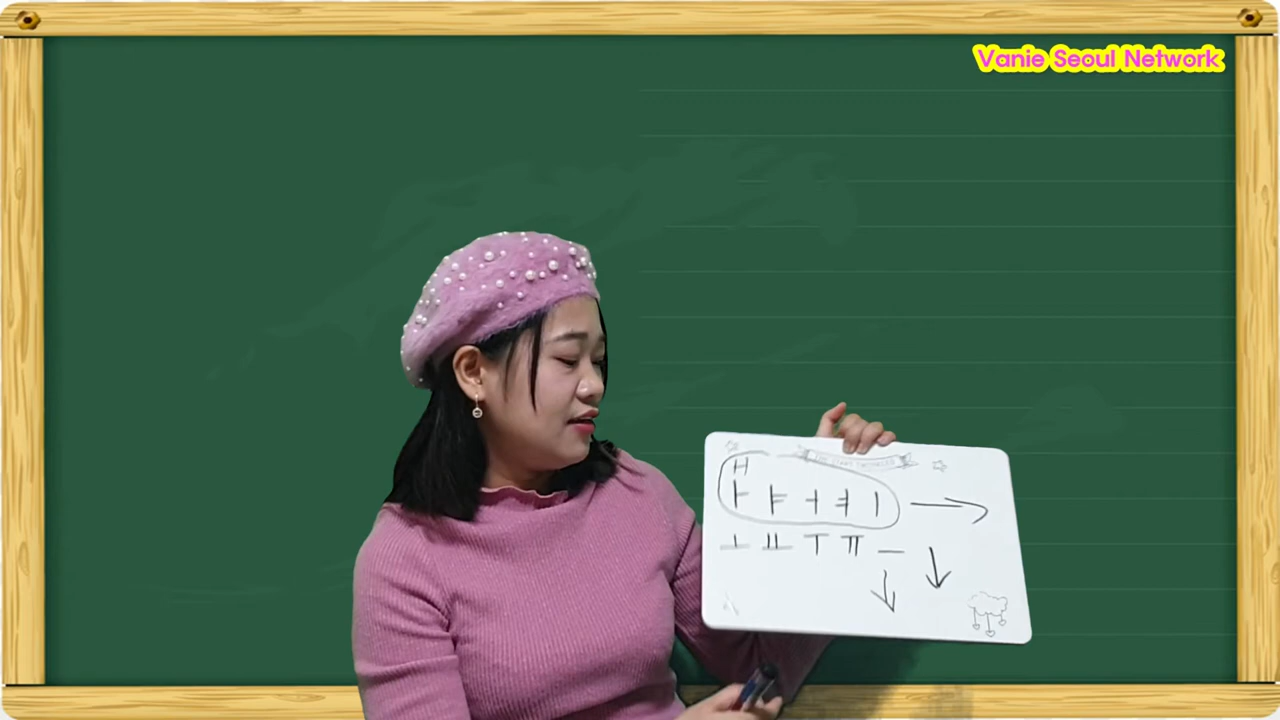 Vanie Seoul Network
ㅐ
ㅏ ㅑ ㅓ ㅕ ㅣ →
ㅗ ㅛ ㅜ ㅠ ㅡ ↓
↓